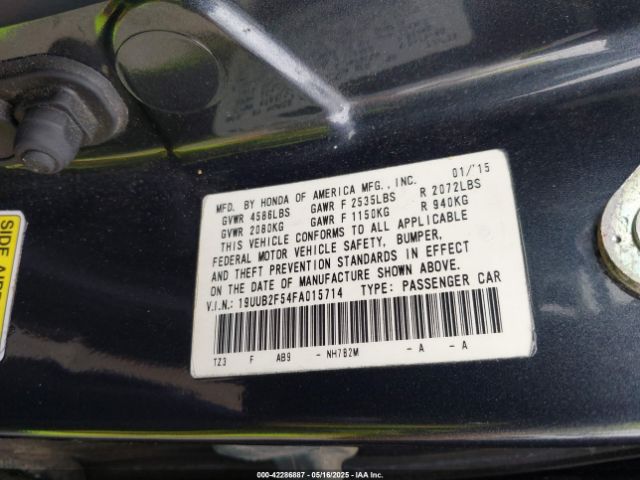 MFD. BY HONDA OF AMERICA MFG., INC. 01/'15
GVWR 4586LBS GAWR F 2535LBS R 2072LBS
GVWR 2080KG GAWR F 1150KG R 940KG
THIS VEHICLE CONFORMS TO ALL APPLICABLE
FEDERAL MOTOR VEHICLE SAFETY, BUMPER,
AND THEFT PREVENTION STANDARDS IN EFFECT
ON THE DATE OF MANUFACTURE SHOWN ABOVE.
V.I.N.: 19UUB2F54FA015714 TYPE: PASSENGER CAR
TZ3 F AB9 - NH782M - A - A
SIDE
000-42286887 - 05/16/2025 - IAA Inc.